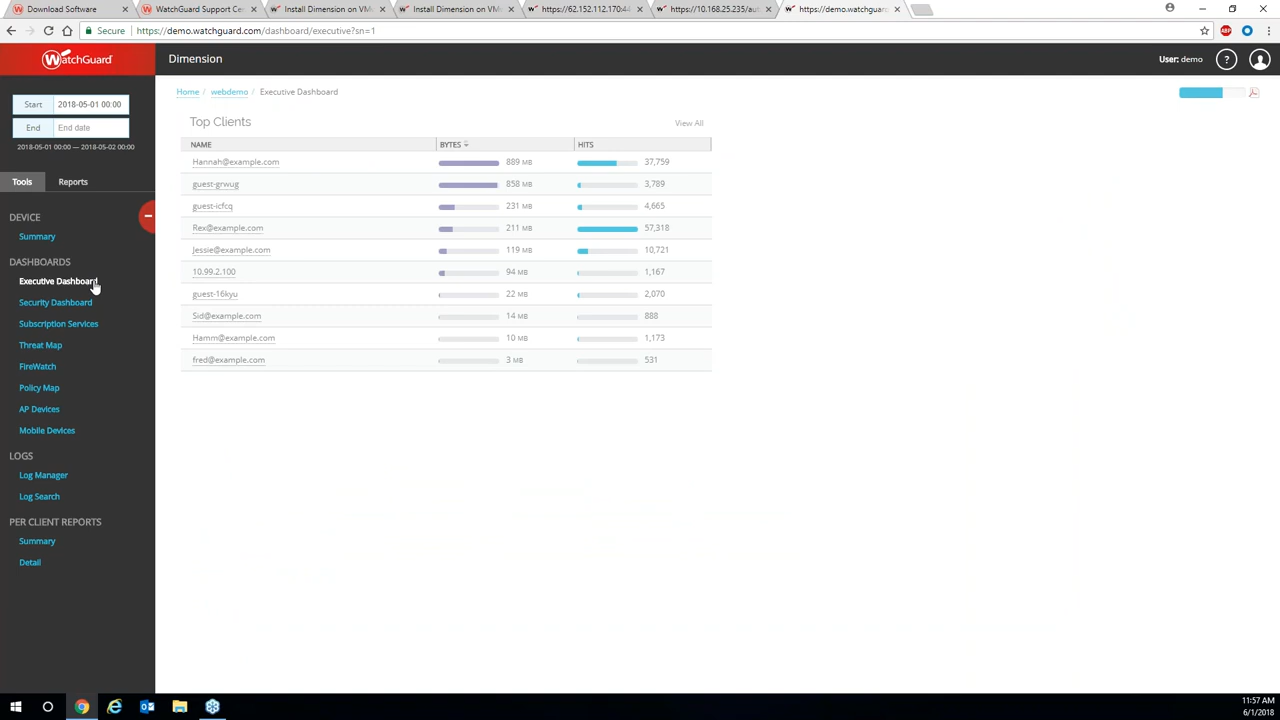 Download Software
WatchGuard Support Ce
Install Dimension on VM
Install Dimension on VM
https://62.152.112.170:44
https://10.168.25.235/au
https://demo.watchguar
Secure
https://demo.watchguard.com/dashboard/executive?sn=1
WatchGuard
Dimension
User: demo
?
Start 2018-05-01 00:00
End End date
2018-05-01 00:00 — 2018-05-02 00:00
Tools Reports
DEVICE
Summary
DASHBOARDS
Executive Dashboard
Security Dashboard
Subscription Services
Threat Map
FireWatch
Policy Map
AP Devices
Mobile Devices
LOGS
Log Manager
Log Search
PER CLIENT REPORTS
Summary
Detail
Home / webdemo / Executive Dashboard
Top Clients View All
NAME BYTES HITS
Hannah@example.com 889 MB 37,759
guest-grwug 858 MB 3,789
guest-icfcq 231 MB 4,665
Rex@example.com 211 MB 57,318
Jessie@example.com 119 MB 10,721
10.99.2.100 94 MB 1,167
guest-16kyu 22 MB 2,070
Sid@example.com 14 MB 888
Hamm@example.com 10 MB 1,173
fred@example.com 3 MB 531
11:57 AM
6/1/2018